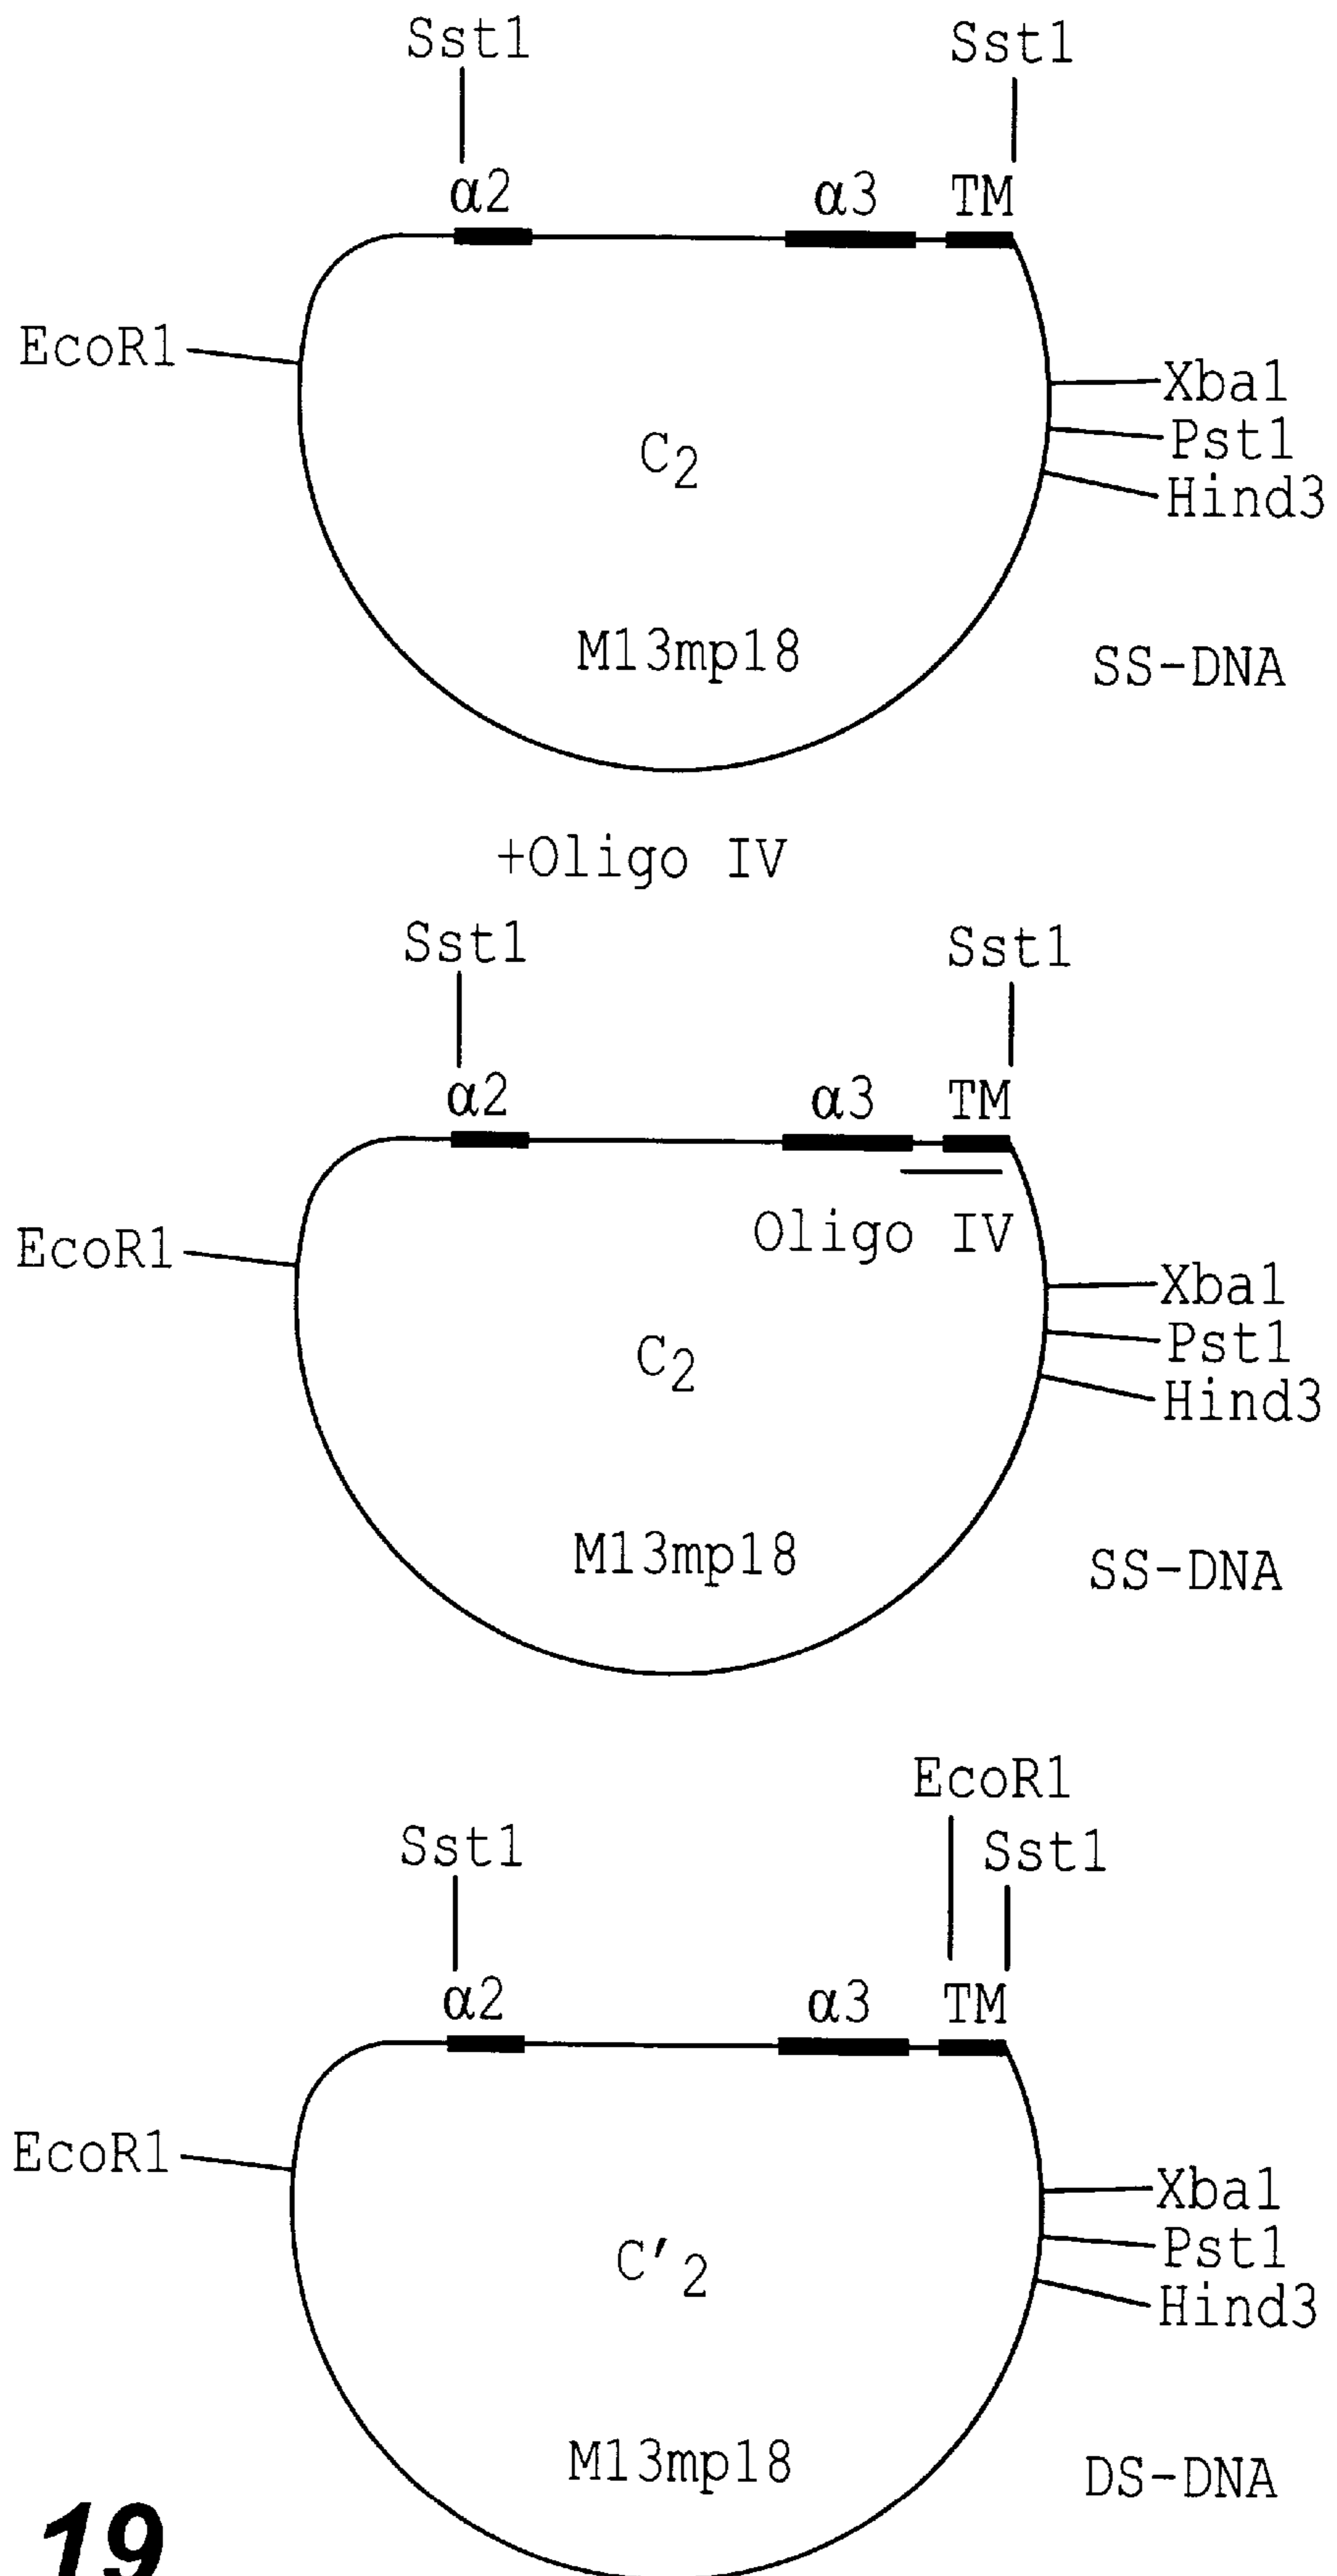 Sst1 Sst1
α2 α3 TM
EcoR1
Xba1
C2
Pst1
Hind3
M13mp18
SS-DNA
+Oligo IV
Sst1 Sst1
α2 α3 TM
Oligo IV
EcoR1
Xba1
C2
Pst1
Hind3
M13mp18
SS-DNA
EcoR1
Sst1 Sst1
α2 α3 TM
EcoR1
Xba1
C'2
Pst1
Hind3
M13mp18
DS-DNA
19